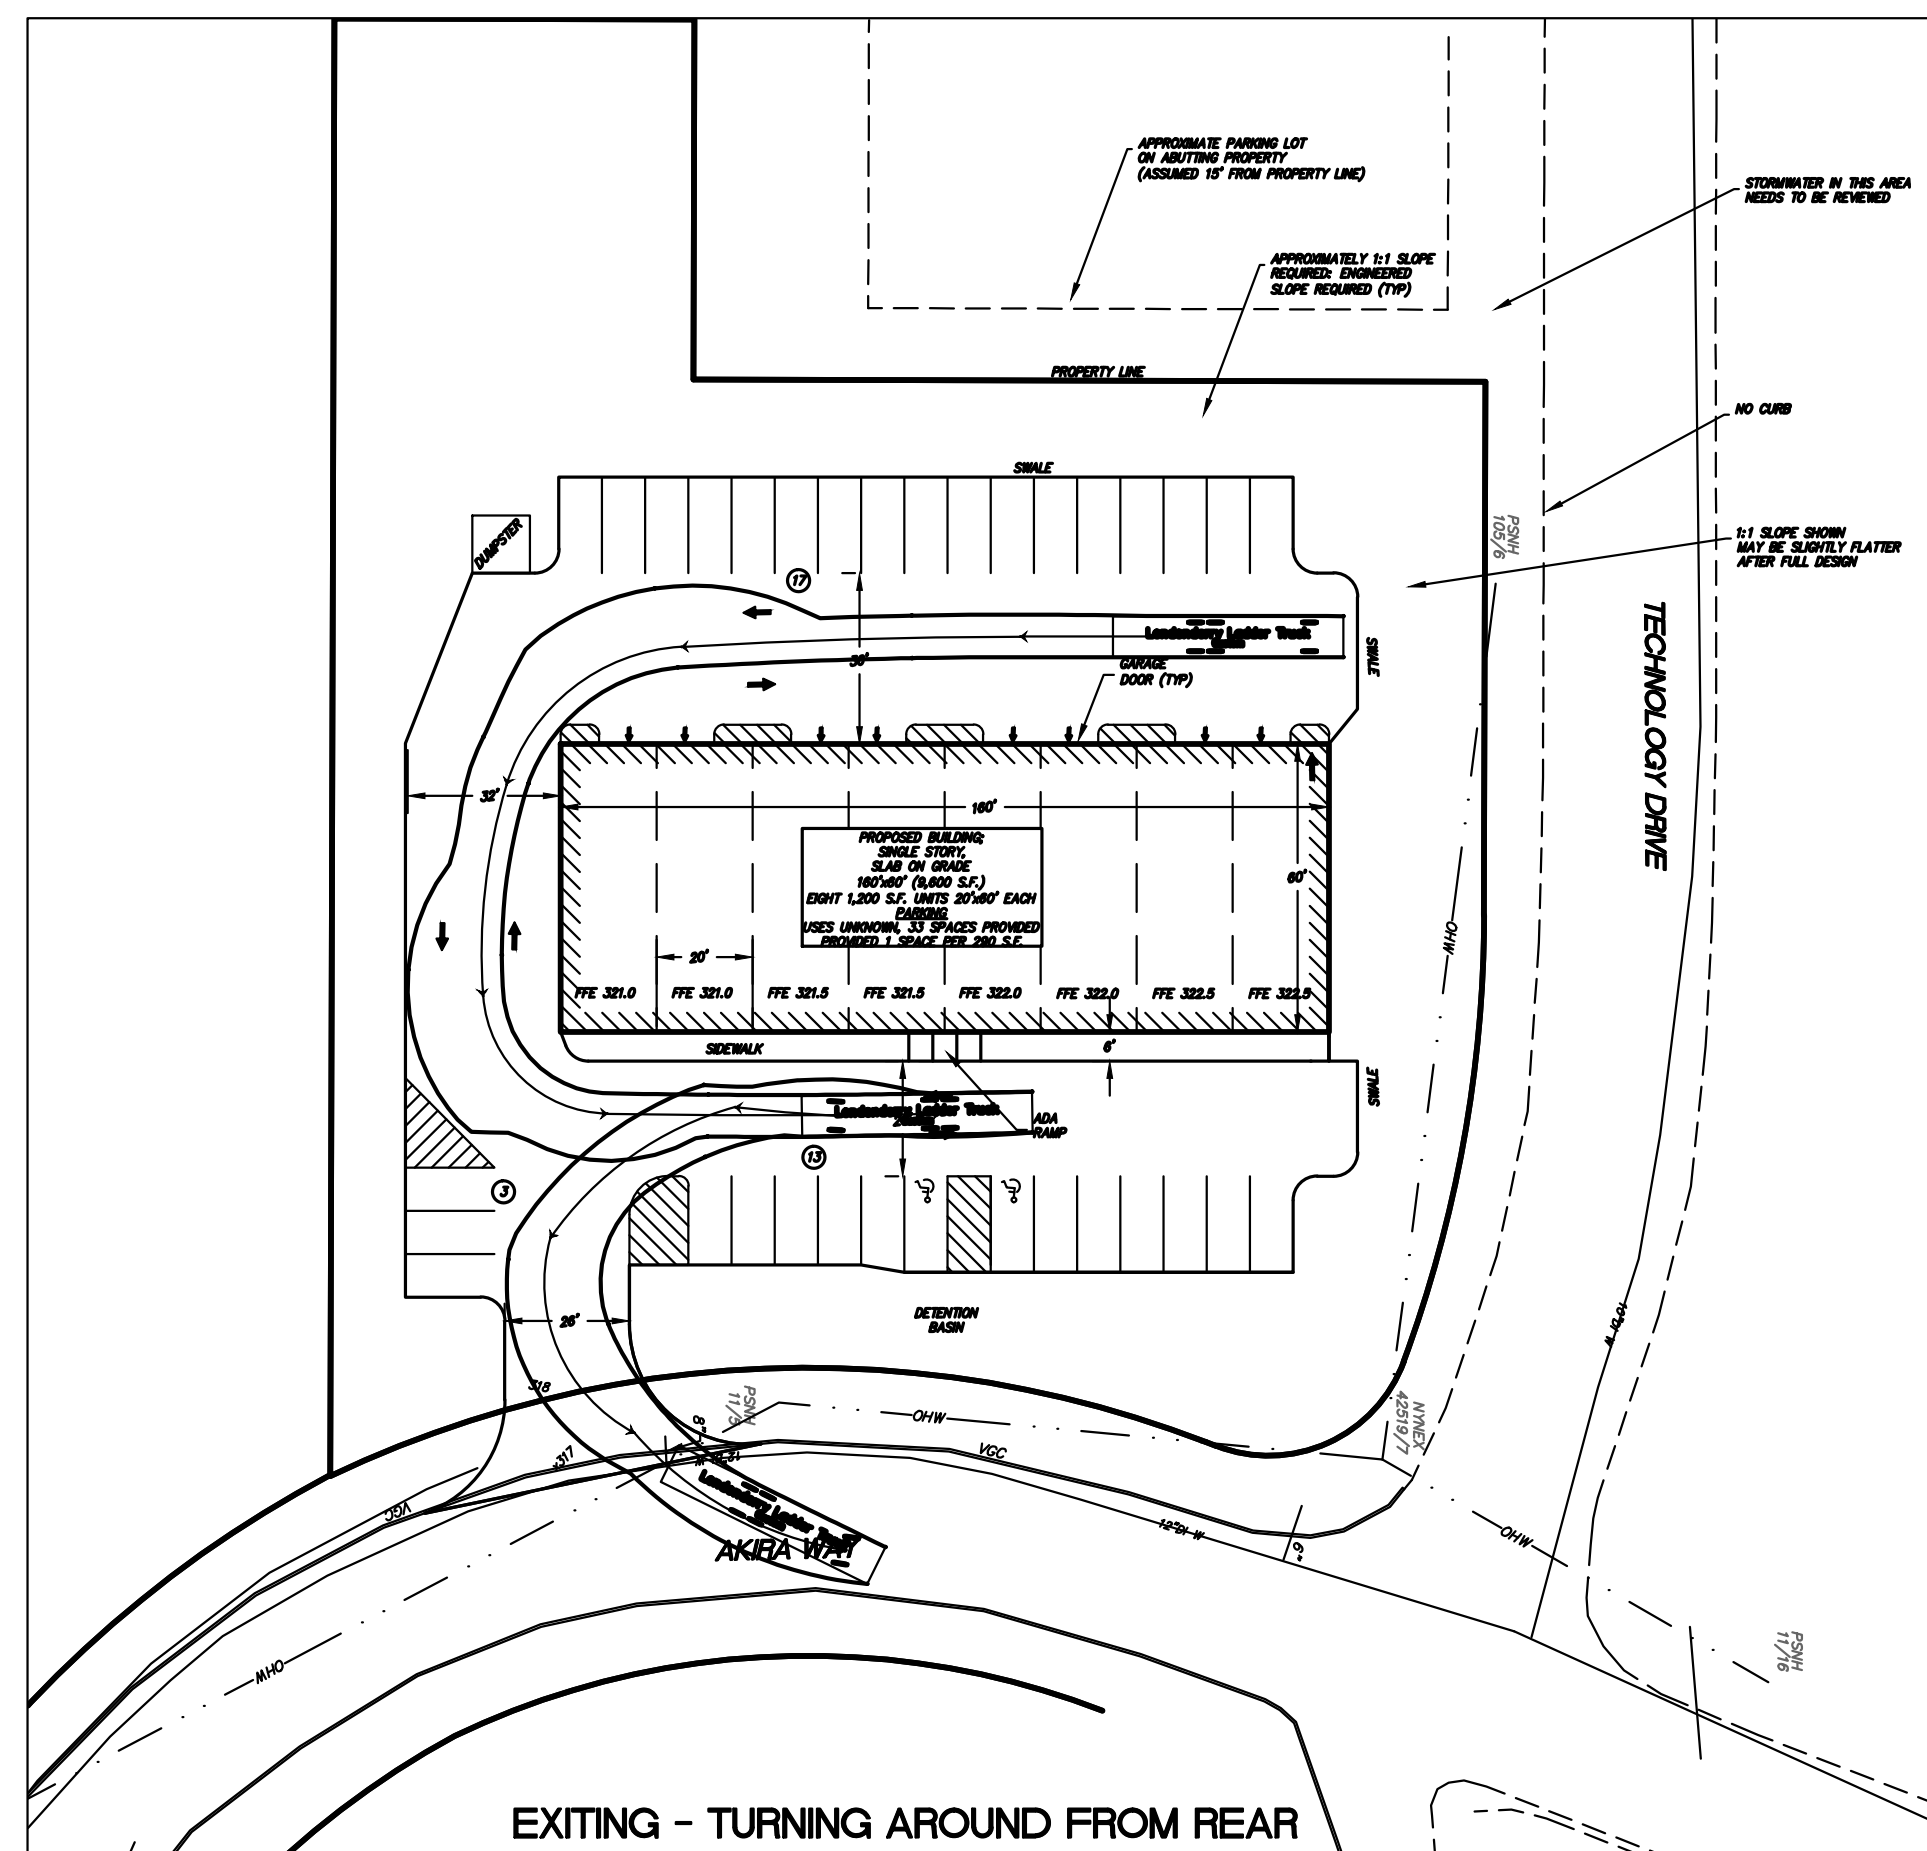 APPROXIMATE PARKING LOT
ON ABUTTING PROPERTY
(ASSUMED 15' FROM PROPERTY LINE)
STORMWATER IN THIS AREA
NEEDS TO BE REVIEWED
APPROXIMATELY 1:1 SLOPE
REQUIRED: ENGINEERED
SLOPE REQUIRED (TYP)
PROPERTY LINE
NO CURB
SWALE
DUMPSTER
PSNH
105/6
1:1 SLOPE SHOWN
MAY BE SLIGHTLY FLATTER
AFTER FULL DESIGN
17
TECHNOLOGY DRIVE
Londonderry Ladder Truck
SWALE
GARAGE
DOOR (TYP)
32'
160'
PROPOSED BUILDING;
SINGLE STORY,
SLAB ON GRADE
160'x60' (9,600 S.F.)
EIGHT 1,200 S.F. UNITS 20'x60' EACH
PARKING
USES UNKNOWN, 33 SPACES PROVIDED
PROVIDED 1 SPACE PER 290 S.F.
60'
OHW
20'
FFE 321.0
FFE 321.0
FFE 321.5
FFE 321.5
FFE 322.0
FFE 322.0
FFE 322.5
FFE 322.5
SIDEWALK
6'
SWALE
Londonderry Ladder Truck
ADA
RAMP
13
3
DETENTION
BASIN
26'
10"DI W
318
PSNH
11/5
8"
OHW
NYNEX
42519/7
317
VGC
VGC
Londonderry Ladder Truck
AKIRA WAY
12"DI W
6"
OHW
OHW
PSNH
11/16
EXITING - TURNING AROUND FROM REAR